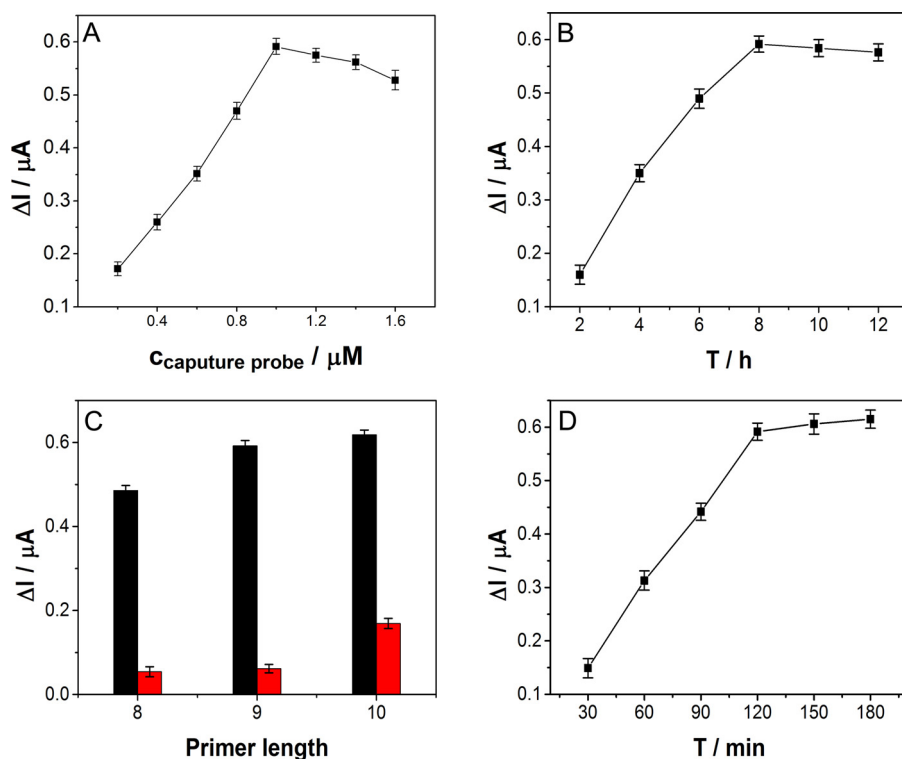 A
ΔI / μA
0.6
0.5
0.4
0.3
0.2
0.1
0.4 0.8 1.2 1.6
c caputure probe / μM
B
ΔI / μA
0.6
0.5
0.4
0.3
0.2
0.1
2 4 6 8 10 12
T / h
C
ΔI / μA
0.6
0.4
0.2
0.0
8 9 10
Primer length
D
ΔI / μA
0.6
0.5
0.4
0.3
0.2
0.1
30 60 90 120 150 180
T / min